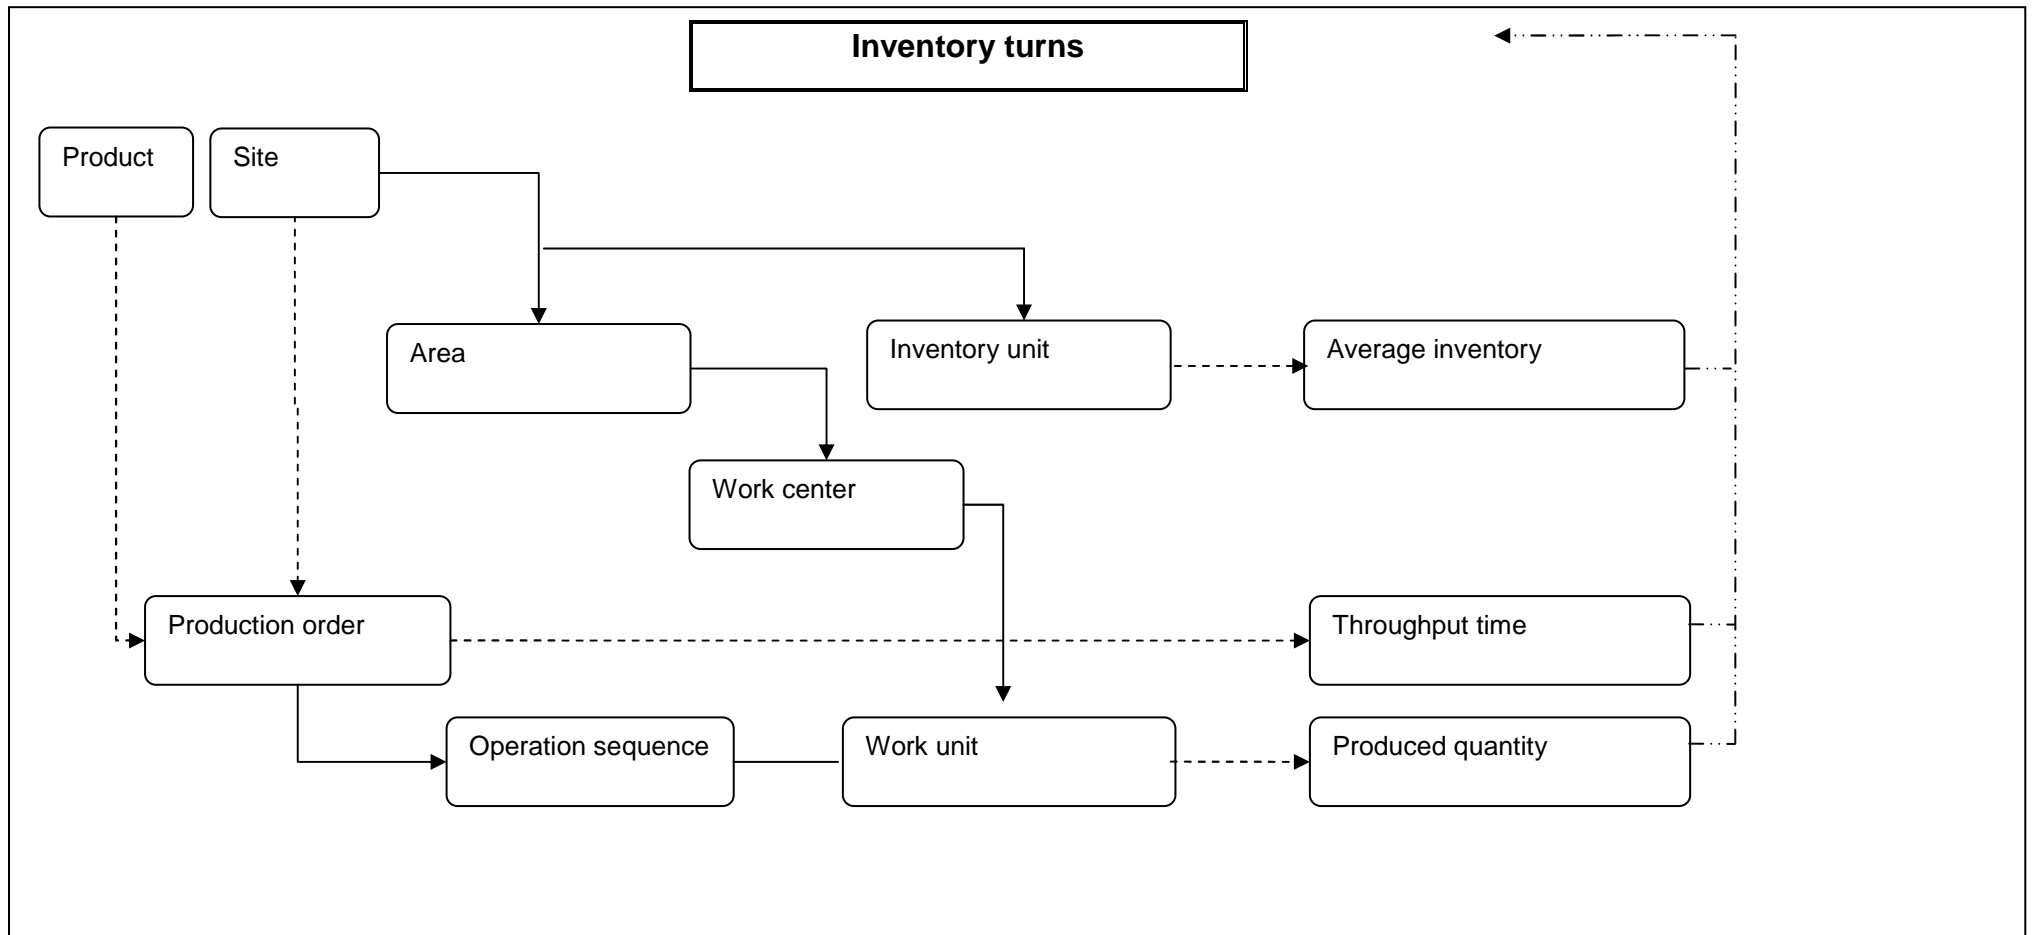 Inventory turns
Product
Site
Area
Inventory unit
Average inventory
Work center
Production order
Throughput time
Operation sequence
Work unit
Produced quantity